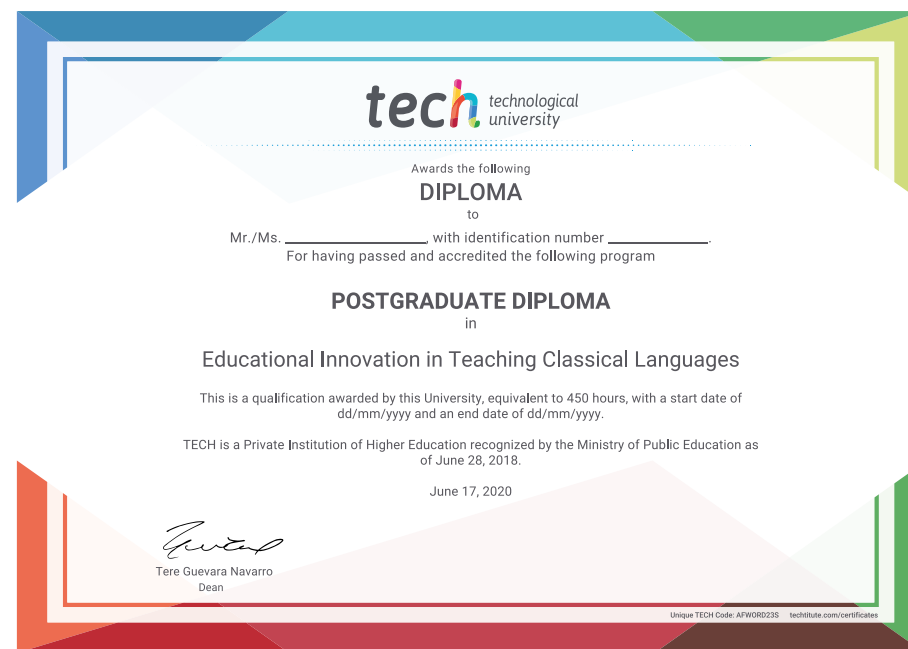 tech technological
university
Awards the following
DIPLOMA
to
Mr./Ms. ____________, with identification number ____________.
For having passed and accredited the following program
POSTGRADUATE DIPLOMA
in
Educational Innovation in Teaching Classical Languages
This is a qualification awarded by this University, equivalent to 450 hours, with a start date of
dd/mm/yyyy and an end date of dd/mm/yyyy.
TECH is a Private Institution of Higher Education recognized by the Ministry of Public Education as
of June 28, 2018.
June 17, 2020
Tere Guevara Navarro
Dean
Unique TECH Code: AFWORD23S techtitute.com/certificates